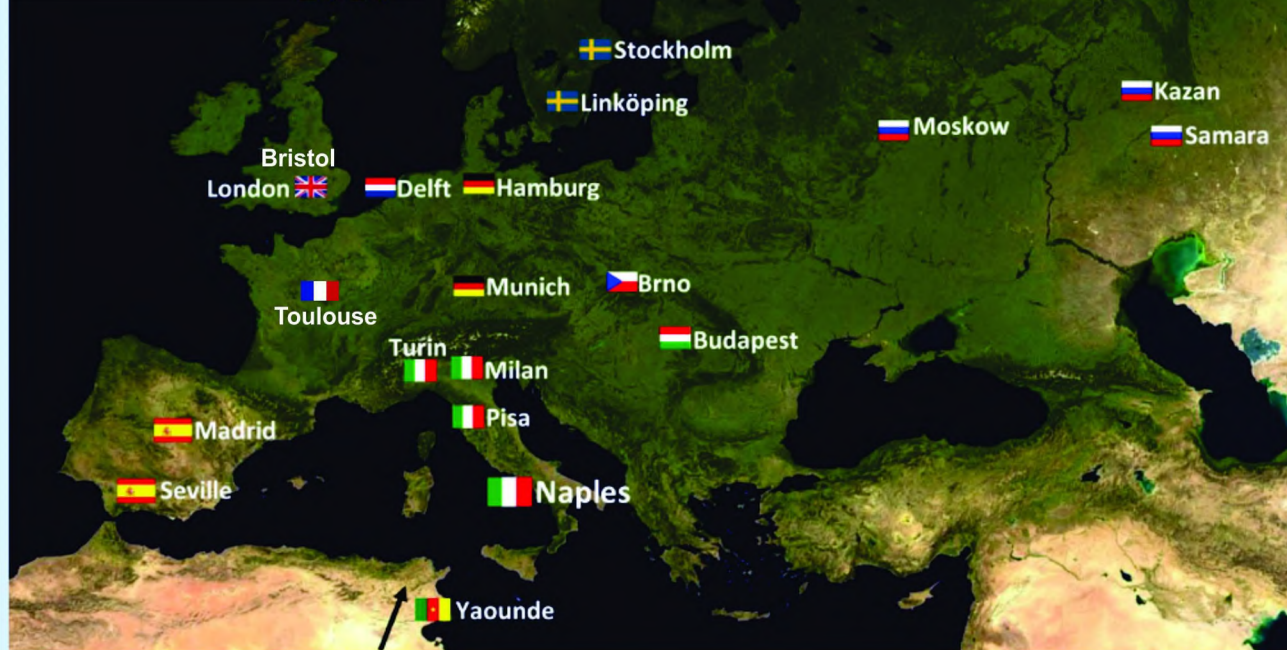 Stockholm
Linköping
Kazan
Moskow
Samara
Bristol
London
Delft
Hamburg
Munich
Brno
Toulouse
Budapest
Turin
Milan
Pisa
Madrid
Seville
Naples
Yaounde